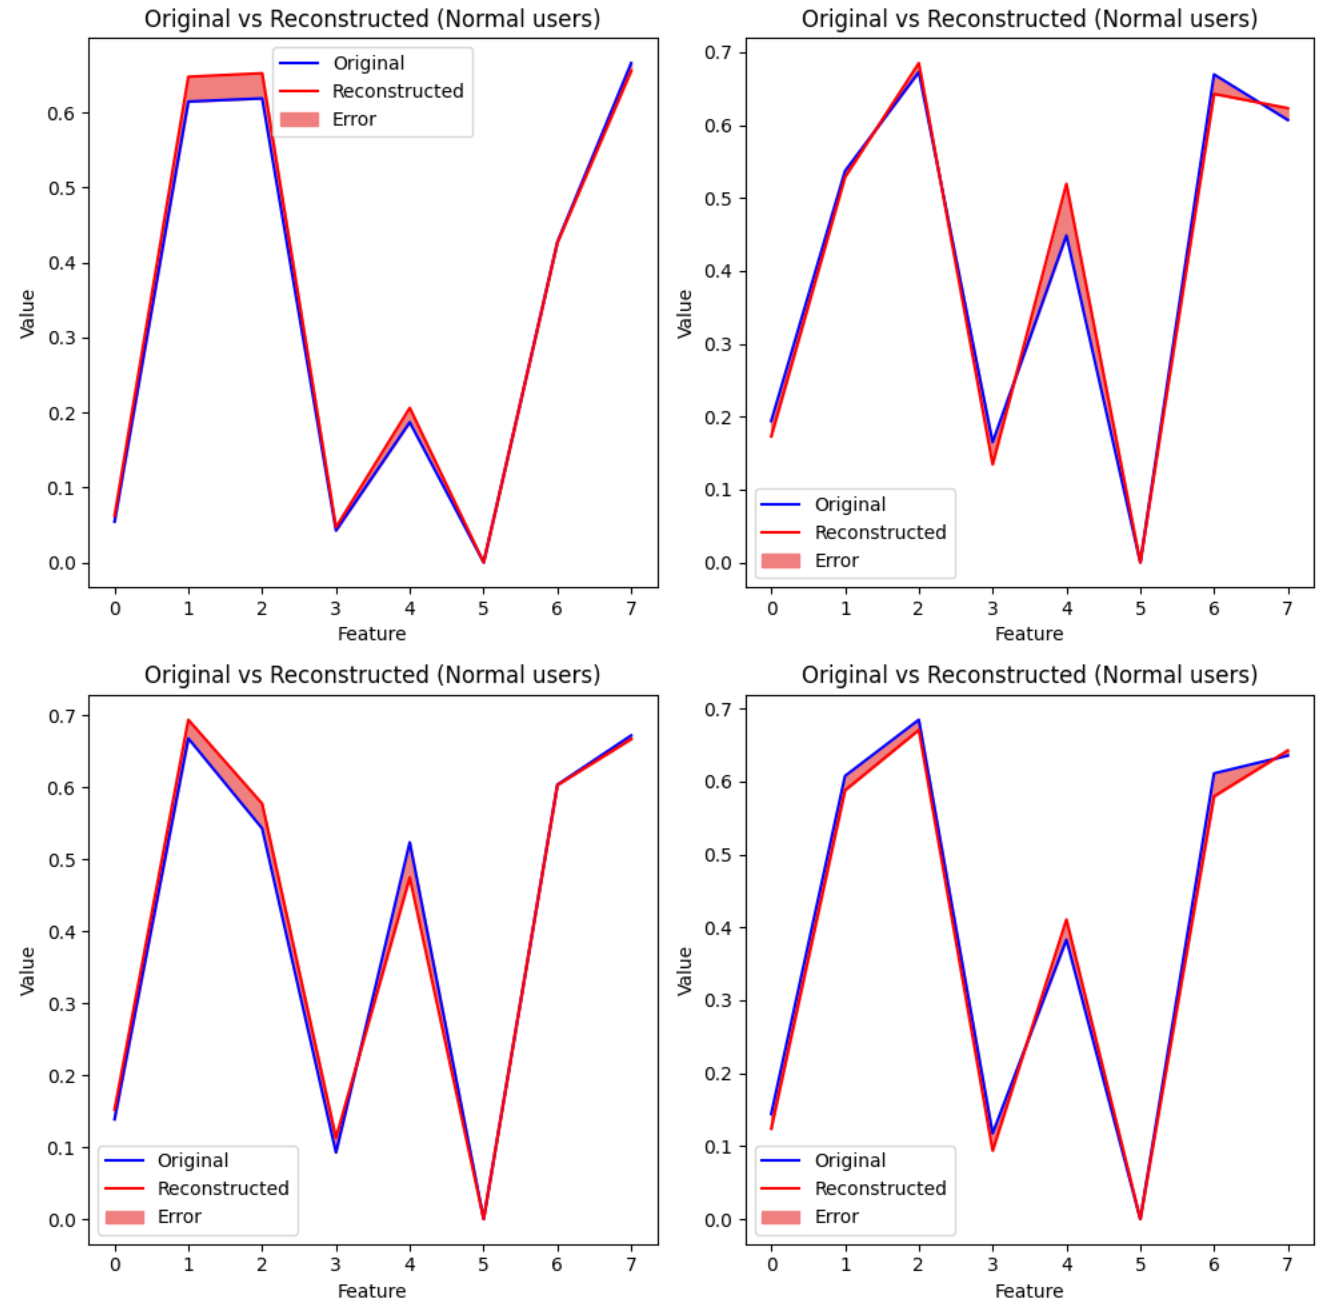 Original vs Reconstructed (Normal users)
Original
Reconstructed
Error
0.6
0.5
0.4
0.3
0.2
0.1
0.0
Value
0 1 2 3 4 5 6 7
Feature
Original vs Reconstructed (Normal users)
0.7
0.6
0.5
0.4
0.3
0.2
0.1
0.0
Value
Original
Reconstructed
Error
0 1 2 3 4 5 6 7
Feature
Original vs Reconstructed (Normal users)
0.7
0.6
0.5
0.4
0.3
0.2
0.1
0.0
Value
Original
Reconstructed
Error
0 1 2 3 4 5 6 7
Feature
Original vs Reconstructed (Normal users)
0.7
0.6
0.5
0.4
0.3
0.2
0.1
0.0
Value
Original
Reconstructed
Error
0 1 2 3 4 5 6 7
Feature